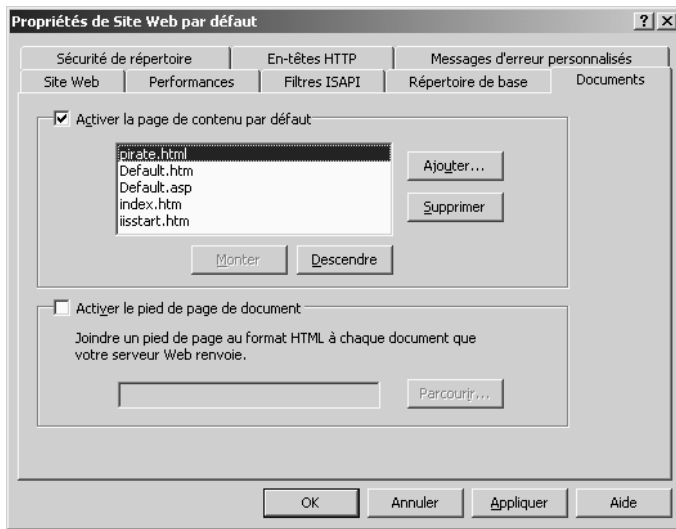 Propriétés de Site Web par défaut
Sécurité de répertoire
En-têtes HTTP
Messages d'erreur personnalisés
Site Web
Performances
Filtres ISAPI
Répertoire de base
Documents
Activer la page de contenu par défaut
pirate.html
Default.htm
Default.asp
index.htm
iisstart.htm
Ajouter...
Supprimer
Monter
Descendre
Activer le pied de page de document
Joindre un pied de page au format HTML à chaque document que
votre serveur Web renvoie.
Parcourir...
OK
Annuler
Appliquer
Aide